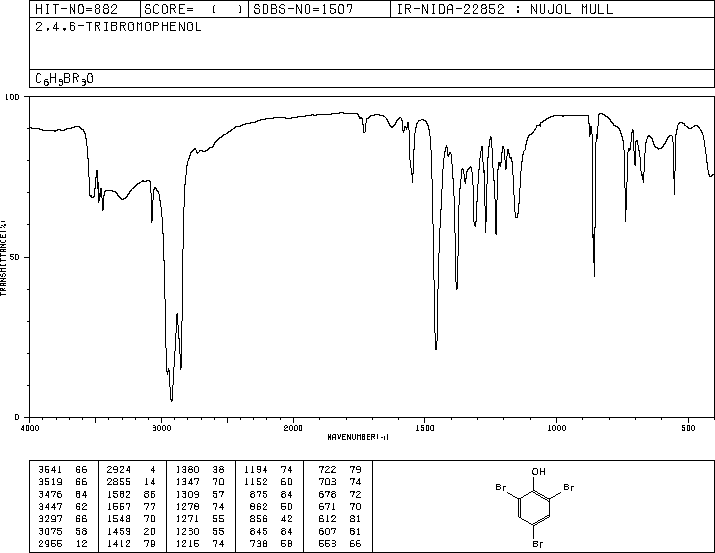 HIT-NO=882 SCORE= ( ) SDBS-NO=1507 IR-NIDA-22852 : NUJOL MULL
2.4.6-TRIBROMOPHENOL
C6H3BR3O
100
50
0
TRANSMITTANCE(%)
4000 3000 2000 1500 1000 500
WAVENUMBER(-1)
3541 66 2924 4 1380 38 1194 74 722 79
3519 66 2855 14 1347 70 1152 60 703 74
3476 64 1582 86 1309 57 875 84 678 72
3447 62 1567 77 1278 74 862 50 671 70
3297 66 1548 70 1271 55 856 42 612 81
3075 58 1459 20 1230 55 845 84 607 81
2955 12 1412 79 1215 74 738 58 553 66
OH
Br Br
Br